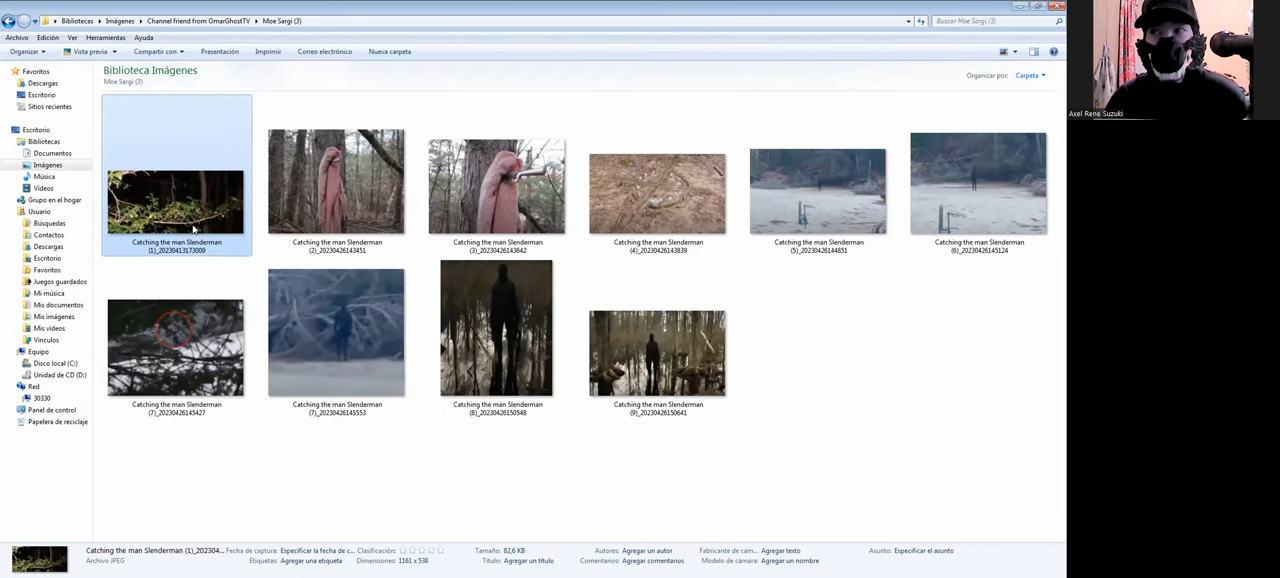 Bibliotecas ▸ Imágenes ▸ Channel friend from OmarGhostTV ▸ Moe Sargi (3)
Buscar Moe Sargi (3)
Archivo Edición Ver Herramientas Ayuda
Organizar Vista previa Compartir con Presentación Imprimir Correo electrónico Nueva carpeta
Favoritos
Descargas
Escritorio
Sitios recientes
Escritorio
Bibliotecas
Documentos
Imágenes
Música
Vídeos
Grupo en el hogar
Usuario
Búsquedas
Contactos
Descargas
Escritorio
Favoritos
Juegos guardados
Mi música
Mis documentos
Mis imágenes
Mis vídeos
Vínculos
Equipo
Disco local (C:)
Unidad de CD (D:)
Red
30330
Panel de control
Papelera de reciclaje
Biblioteca Imágenes
Moe Sargi (3)
Organizar por: Carpeta
Catching the man Slenderman
(1)_20230413173009
Catching the man Slenderman
(2)_20230426143451
Catching the man Slenderman
(3)_20230426143642
Catching the man Slenderman
(4)_20230426143839
Catching the man Slenderman
(5)_20230426144851
Catching the man Slenderman
(6)_20230426145124
Catching the man Slenderman
(7)_20230426145427
Catching the man Slenderman
(7)_20230426145553
Catching the man Slenderman
(8)_20230426150548
Catching the man Slenderman
(9)_20230426150641
Axel Rene Suzuki
Catching the man Slenderman (1)_202304... Fecha de captura: Especificar la fecha de c... Clasificación: Tamaño: 82,6 KB Autores: Agregar un autor Fabricante de cám... Agregar texto Asunto: Especificar el asunto
Archivo JPEG Etiquetas: Agregar una etiqueta Dimensiones: 1161 x 538 Título: Agregar un título Comentarios: Agregar comentarios Modelo de cámara: Agregar un nombre